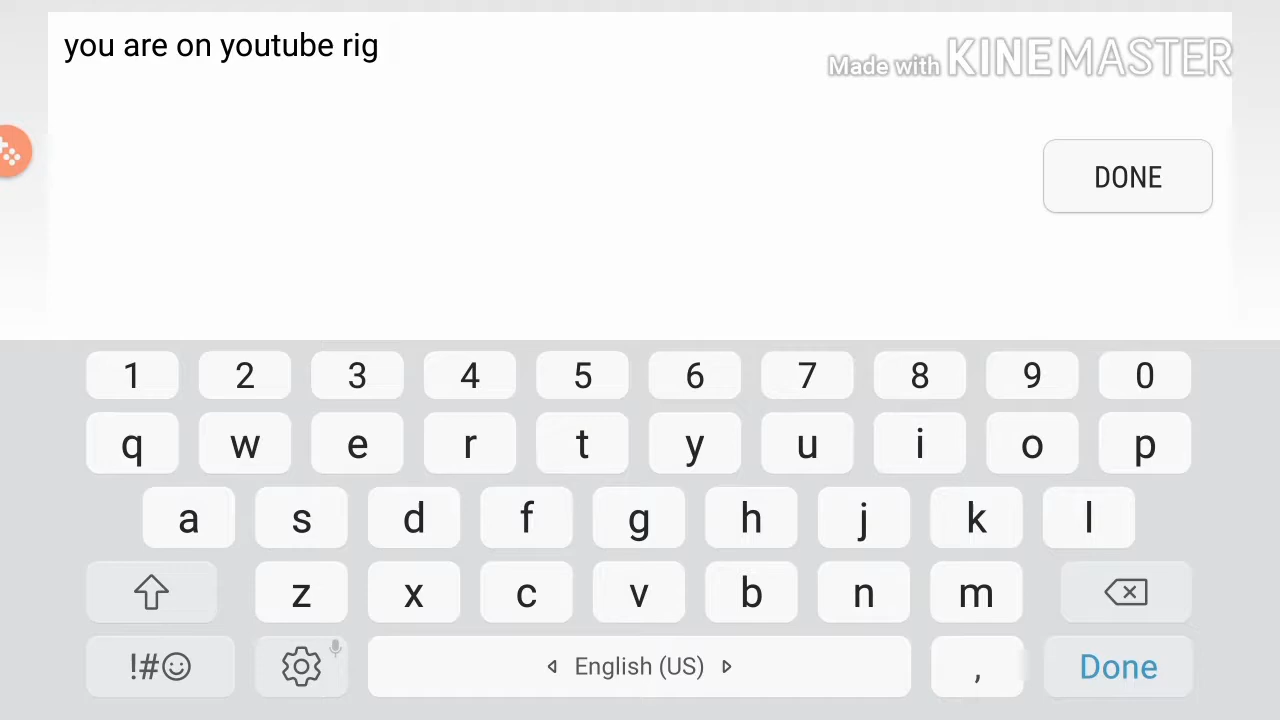 you are on youtube rig
Made with KINEMASTER
DONE
1 2 3 4 5 6 7 8 9 0
q w e r t y u i o p
a s d f g h j k l
z x c v b n m
!#☺ English (US) , Done